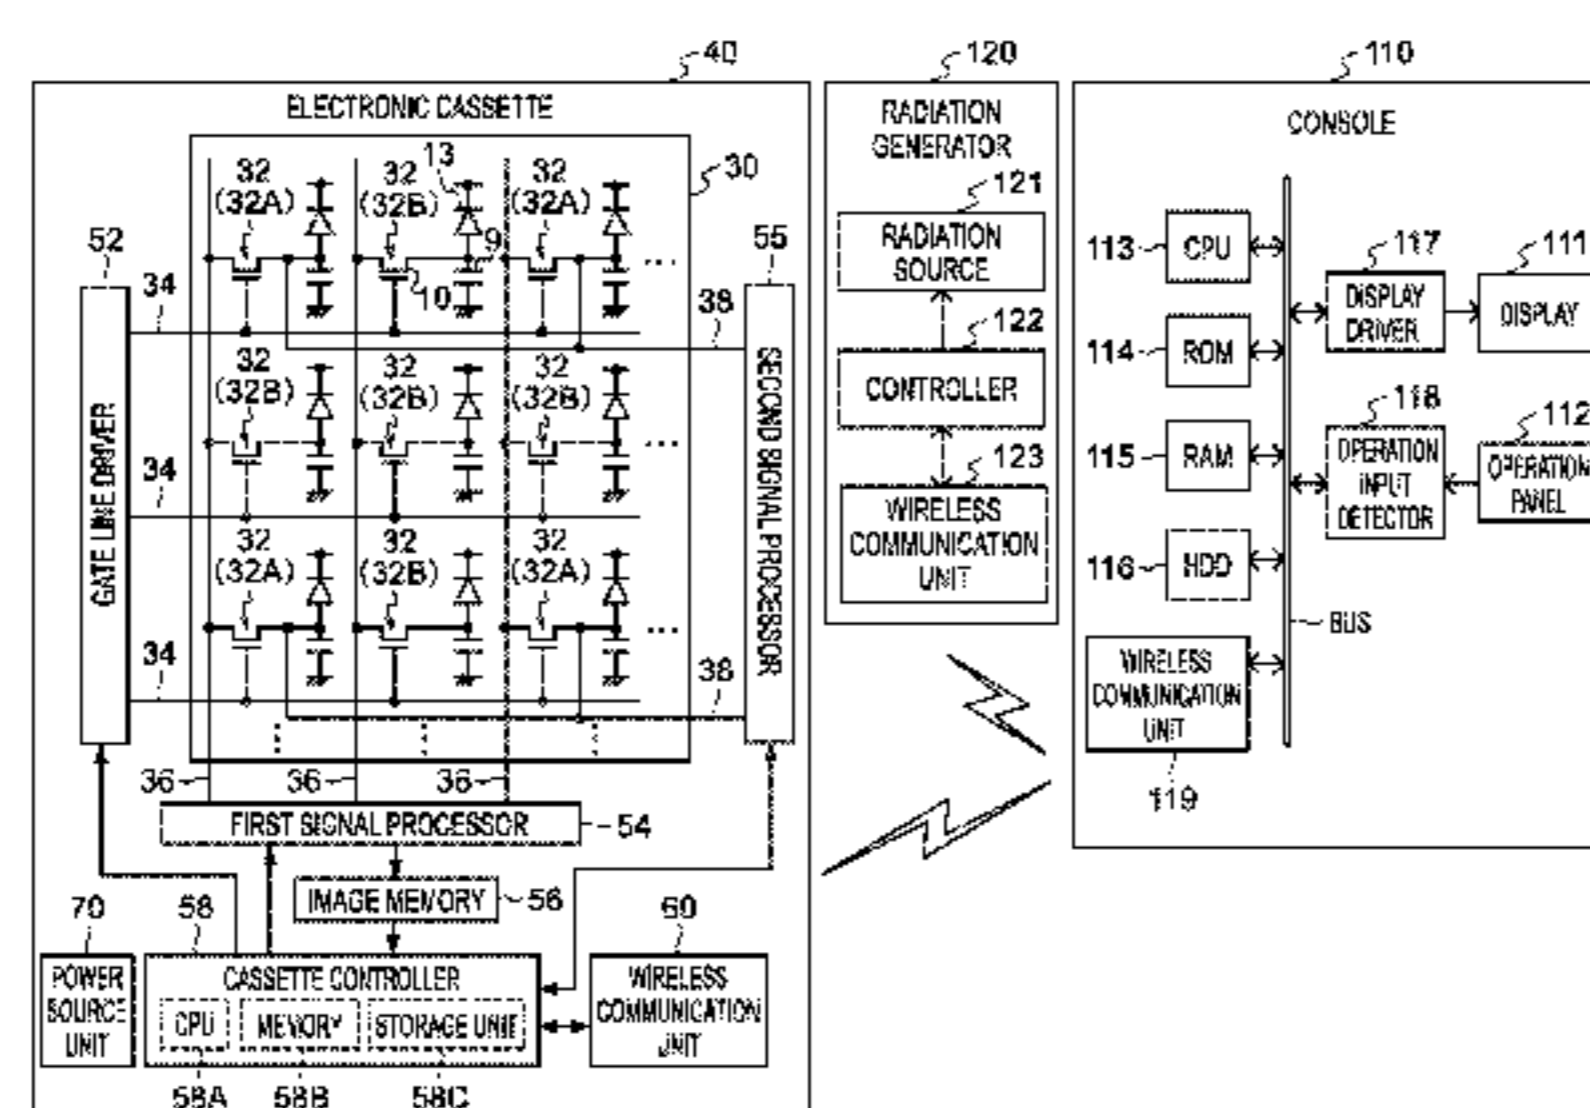 40
ELECTRONIC CASSETTE
30
32
(32A)
32
(32B)
13
32
(32A)
9
10
52
34
38
55
GATE LINE DRIVER
SECOND SIGNAL PROCESSOR
32
(32B)
32
(32B)
32
(32B)
34
32
(32A)
32
(32B)
32
(32A)
34
38
36
36
36
FIRST SIGNAL PROCESSOR
54
IMAGE MEMORY
56
70
POWER
SOURCE
UNIT
58
CASSETTE CONTROLLER
CPU
MEMORY
STORAGE UNIT
58A
58B
58C
60
WIRELESS
COMMUNICATION
UNIT
120
RADIATION
GENERATOR
121
RADIATION
SOURCE
122
CONTROLLER
123
WIRELESS
COMMUNICATION
UNIT
110
CONSOLE
113
CPU
114
ROM
115
RAM
116
HDD
WIRELESS
COMMUNICATION
UNIT
119
BUS
117
DISPLAY
DRIVER
111
DISPLAY
118
OPERATION
INPUT
DETECTOR
112
OPERATION
PANEL